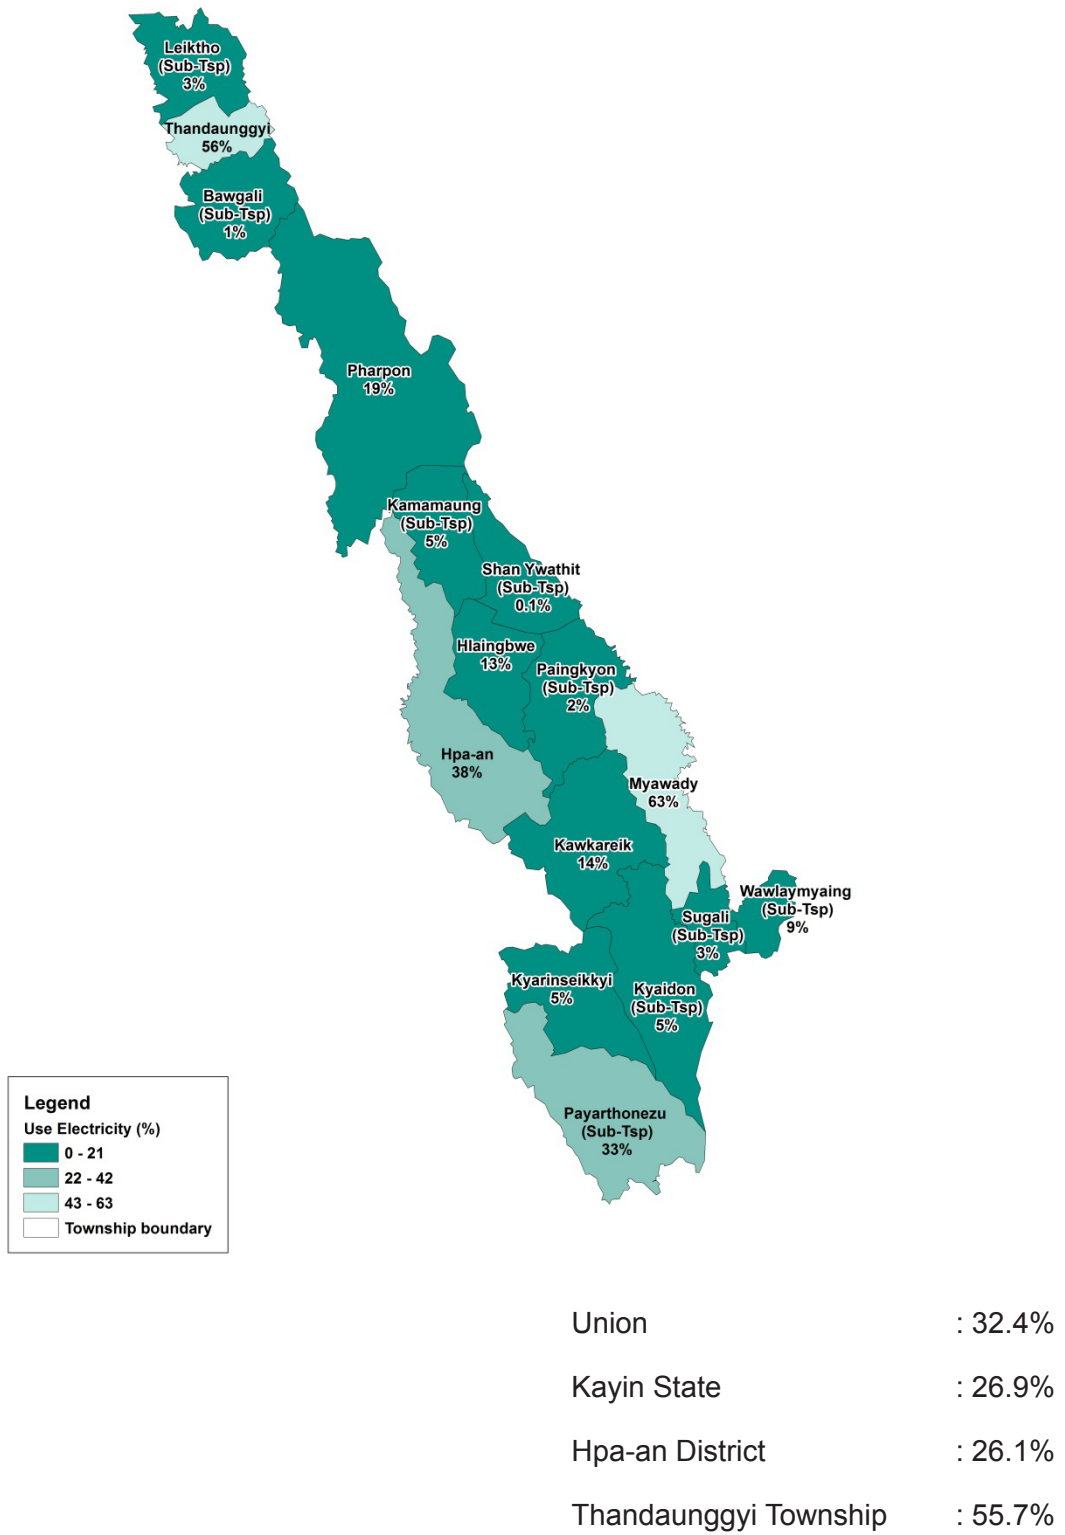 Leiktho
(Sub-Tsp)
3%
Thandaunggyi
56%
Bawgali
(Sub-Tsp)
1%
Pharpon
19%
Kamamaung
(Sub-Tsp)
5%
Shan Ywathit
(Sub-Tsp)
0.1%
Hlaingbwe
13%
Paingkyon
(Sub-Tsp)
2%
Hpa-an
38%
Myawady
63%
Kawkareik
14%
Wawlaymyaing
(Sub-Tsp)
9%
Sugali
(Sub-Tsp)
3%
Kyarinseikkyi
5%
Kyaidon
(Sub-Tsp)
5%
Payarthonezu
(Sub-Tsp)
33%
Legend
Use Electricity (%)
0 - 21
22 - 42
43 - 63
Township boundary
Union : 32.4%
Kayin State : 26.9%
Hpa-an District : 26.1%
Thandaunggyi Township : 55.7%